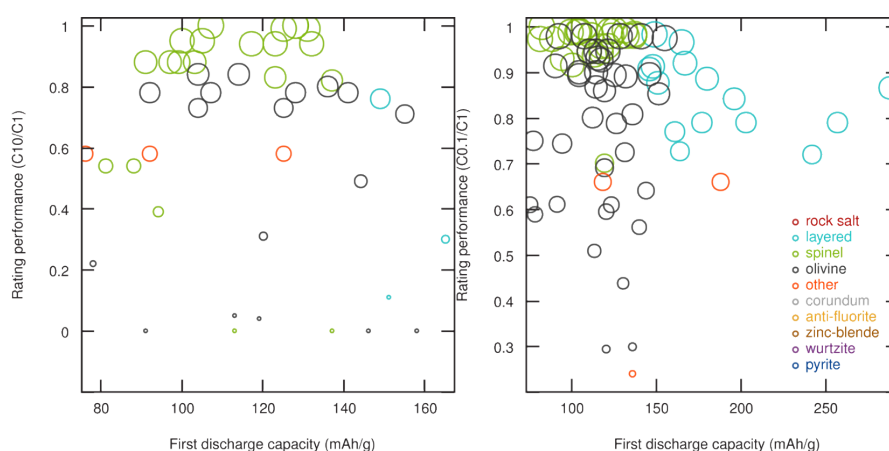 Rating performance (C10/C1)
1
0.8
0.6
0.4
0.2
0
80
100
120
140
160
First discharge capacity (mAh/g)
Rating performance (C0.1/C1)
1
0.9
0.8
0.7
0.6
0.5
0.4
0.3
100
150
200
250
First discharge capacity (mAh/g)
rock salt
layered
spinel
olivine
other
corundum
anti-fluorite
zinc-blende
wurtzite
pyrite